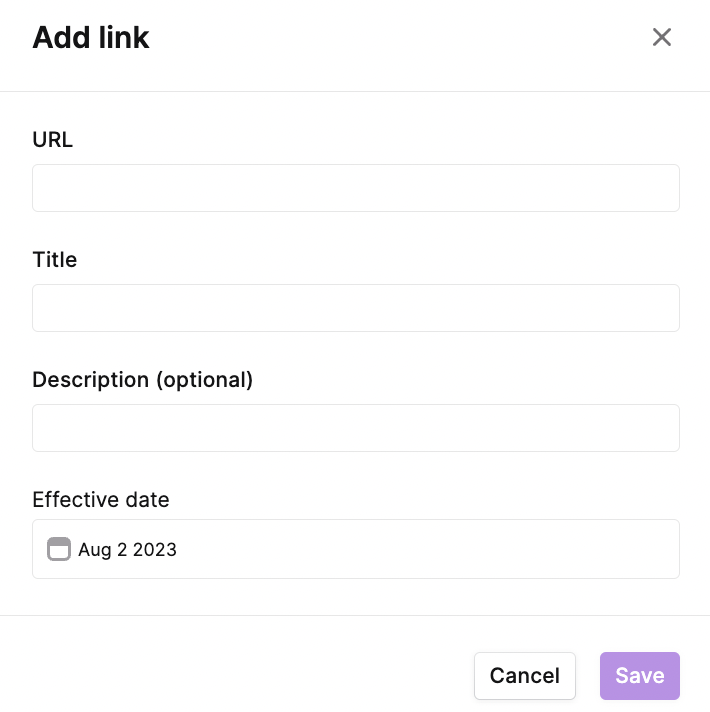 Add link
URL
Title
Description (optional)
Effective date
Aug 2 2023
Cancel Save